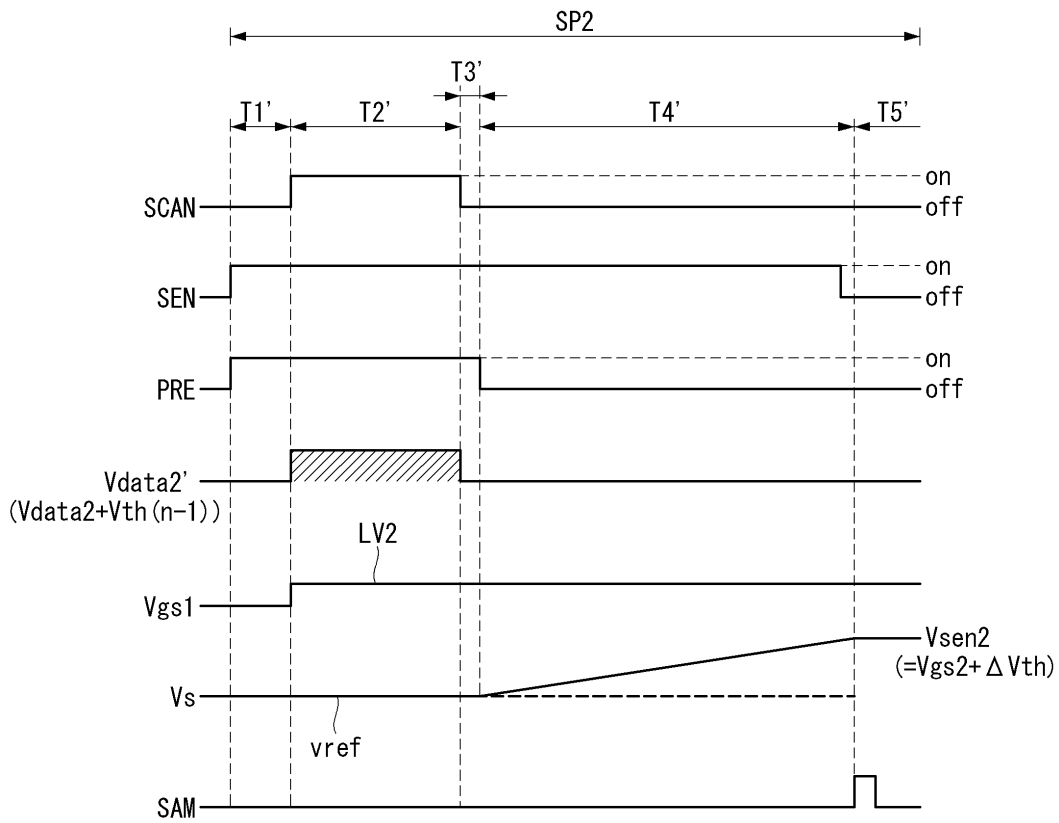 SP2
T3'
T1' T2' T4' T5'
on
SCAN off
on
SEN off
on
PRE off
Vdata2'
(Vdata2+Vth(n-1))
LV2
Vgs1
Vsen2
(=Vgs2+ΔVth)
Vs
vref
SAM